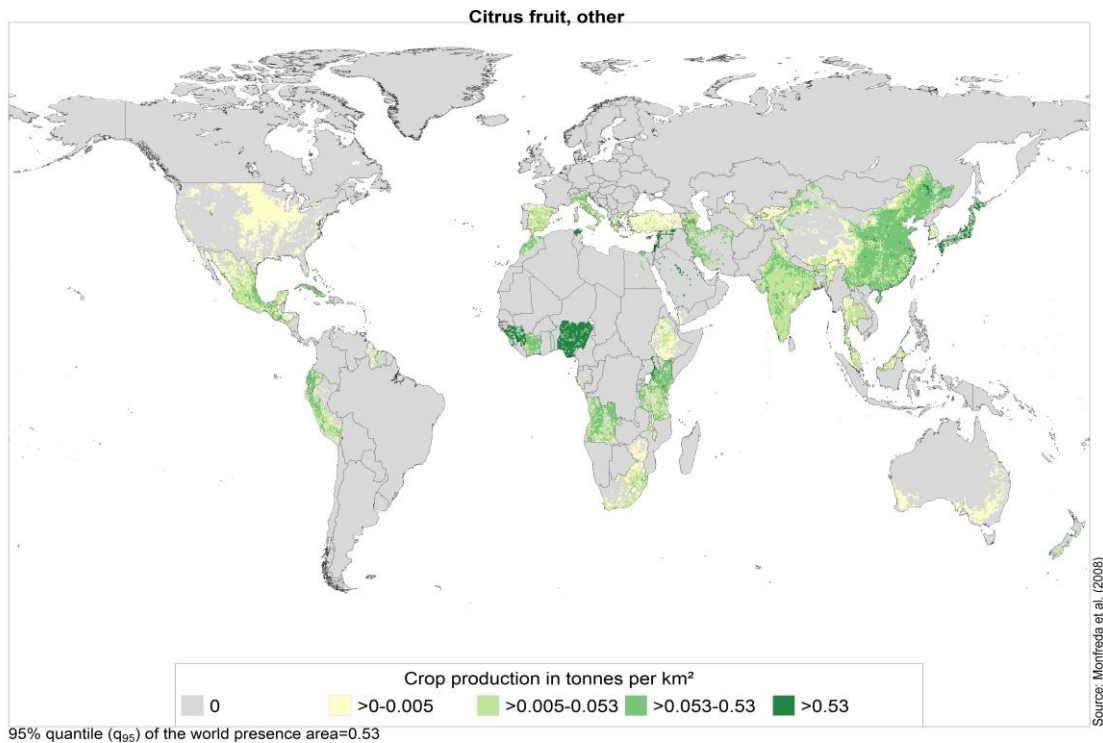 Citrus fruit, other
Source: Monfreda et al. (2008)
Crop production in tonnes per km²
0 >0-0.005 >0.005-0.053 >0.053-0.53 >0.53
95% quantile (q95) of the world presence area=0.53